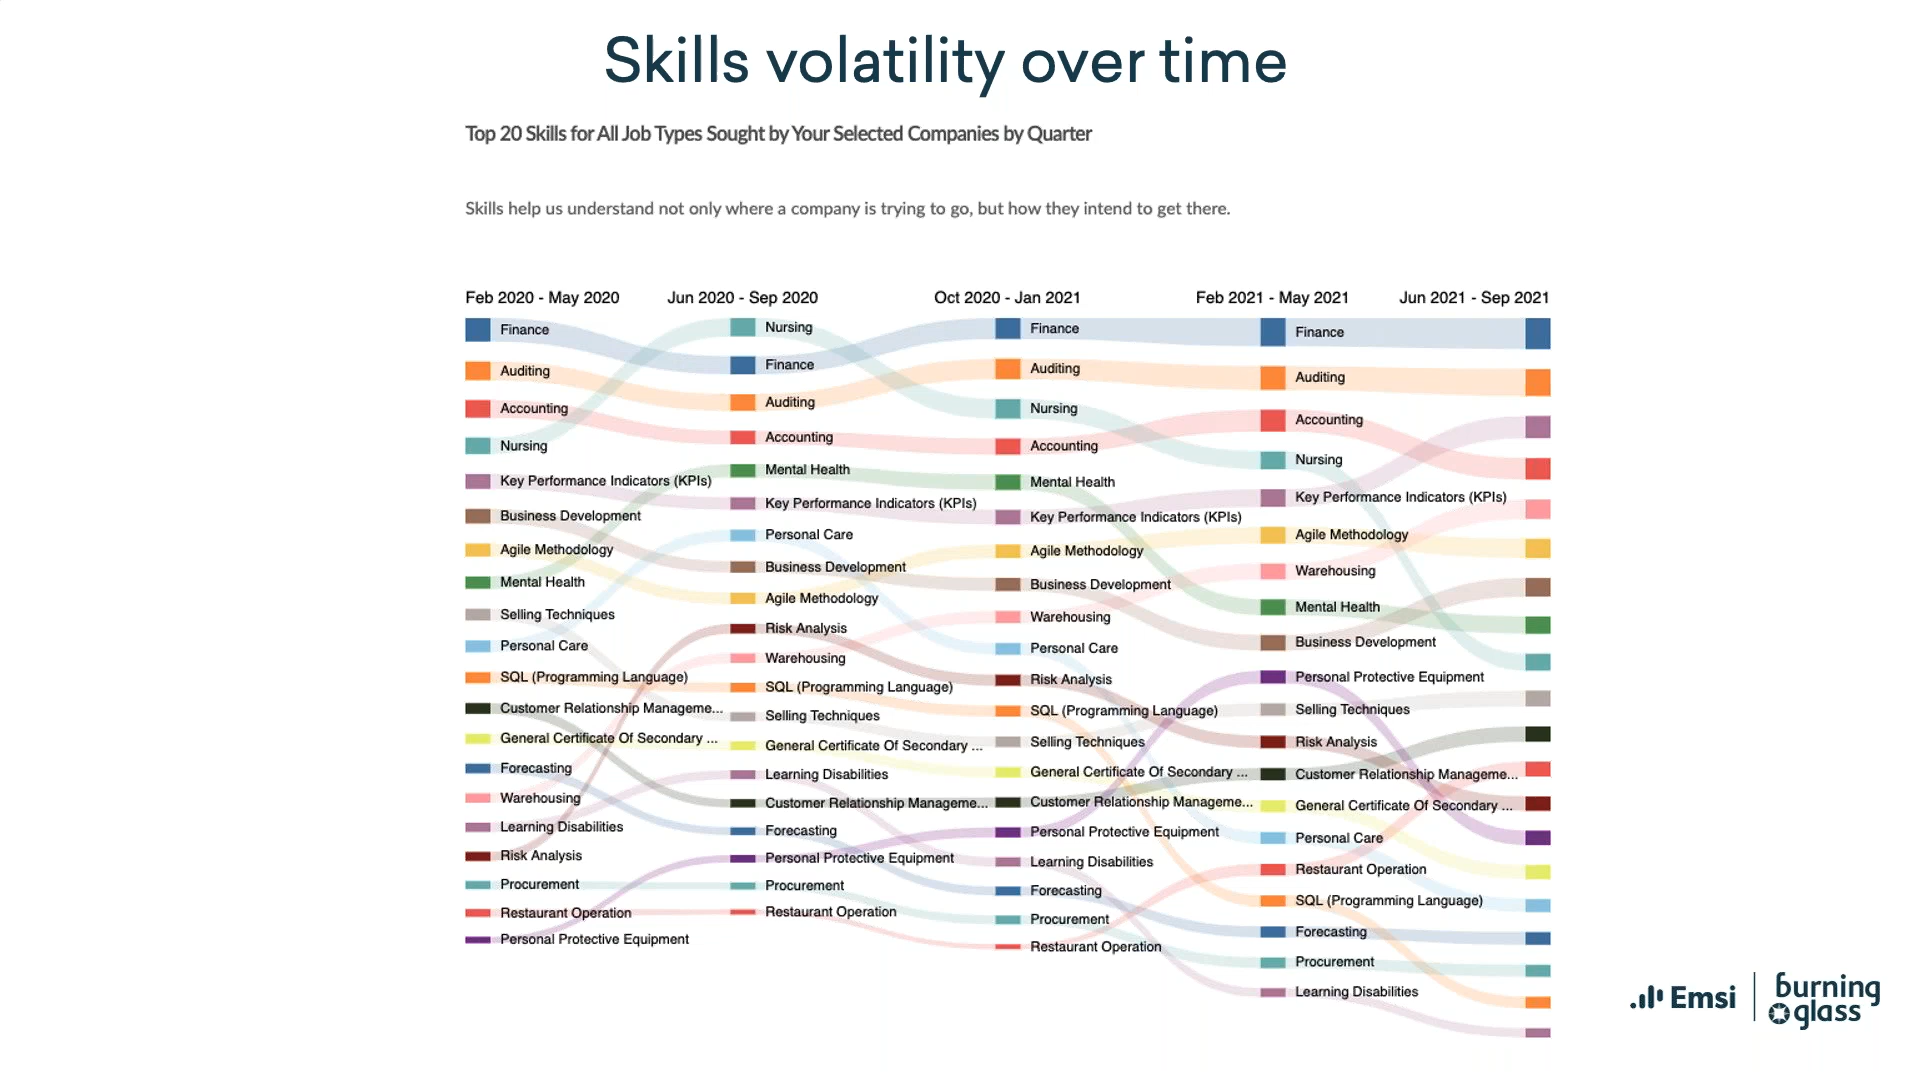 Skills volatility over time
Top 20 Skills for All Job Types Sought by Your Selected Companies by Quarter
Skills help us understand not only where a company is trying to go, but how they intend to get there.
Feb 2020 - May 2020
Jun 2020 - Sep 2020
Oct 2020 - Jan 2021
Feb 2021 - May 2021
Jun 2021 - Sep 2021
Finance
Auditing
Accounting
Nursing
Key Performance Indicators (KPIs)
Business Development
Agile Methodology
Mental Health
Selling Techniques
Personal Care
SQL (Programming Language)
Customer Relationship Manageme...
General Certificate Of Secondary ...
Forecasting
Warehousing
Learning Disabilities
Risk Analysis
Procurement
Restaurant Operation
Personal Protective Equipment
Nursing
Finance
Auditing
Accounting
Mental Health
Key Performance Indicators (KPIs)
Personal Care
Business Development
Agile Methodology
Risk Analysis
Warehousing
SQL (Programming Language)
Selling Techniques
General Certificate Of Secondary ...
Learning Disabilities
Customer Relationship Manageme...
Forecasting
Personal Protective Equipment
Procurement
Restaurant Operation
Finance
Auditing
Nursing
Accounting
Mental Health
Key Performance Indicators (KPIs)
Agile Methodology
Business Development
Warehousing
Personal Care
Risk Analysis
SQL (Programming Language)
Selling Techniques
General Certificate Of Secondary ...
Customer Relationship Manageme...
Personal Protective Equipment
Learning Disabilities
Forecasting
Procurement
Restaurant Operation
Finance
Auditing
Accounting
Nursing
Key Performance Indicators (KPIs)
Agile Methodology
Warehousing
Mental Health
Business Development
Personal Protective Equipment
Selling Techniques
Risk Analysis
Customer Relationship Manageme...
General Certificate Of Secondary ...
Personal Care
Restaurant Operation
SQL (Programming Language)
Forecasting
Procurement
Learning Disabilities
Emsi
burning
glass